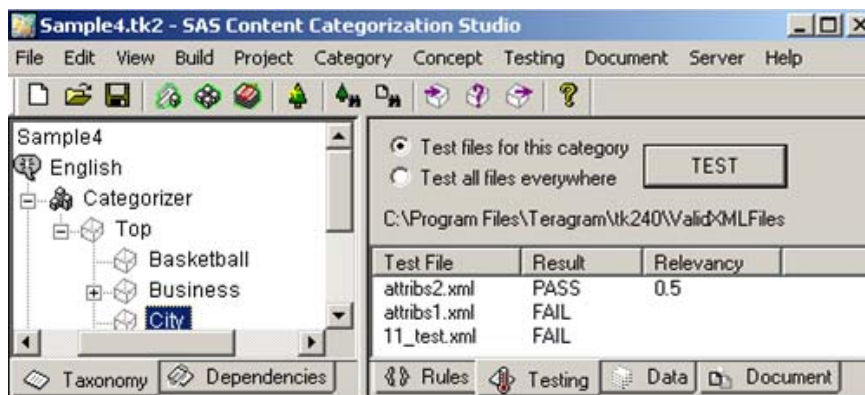 Sample4.tk2 - SAS Content Categorization Studio
File Edit View Build Project Category Concept Testing Document Server Help
Sample4
English
Categorizer
Top
Basketball
Business
City
Taxonomy Dependencies
Test files for this category
Test all files everywhere
TEST
C:\Program Files\Teragram\tk240\ValidXMLFiles
Test File Result Relevancy
attribs2.xml PASS 0.5
attribs1.xml FAIL
11_test.xml FAIL
Rules Testing Data Document